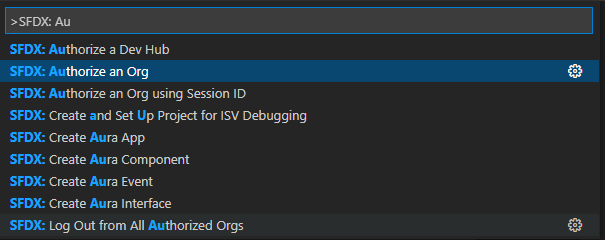 >SFDX: Au
SFDX: Authorize a Dev Hub
SFDX: Authorize an Org
SFDX: Authorize an Org using Session ID
SFDX: Create and Set Up Project for ISV Debugging
SFDX: Create Aura App
SFDX: Create Aura Component
SFDX: Create Aura Event
SFDX: Create Aura Interface
SFDX: Log Out from All Authorized Orgs